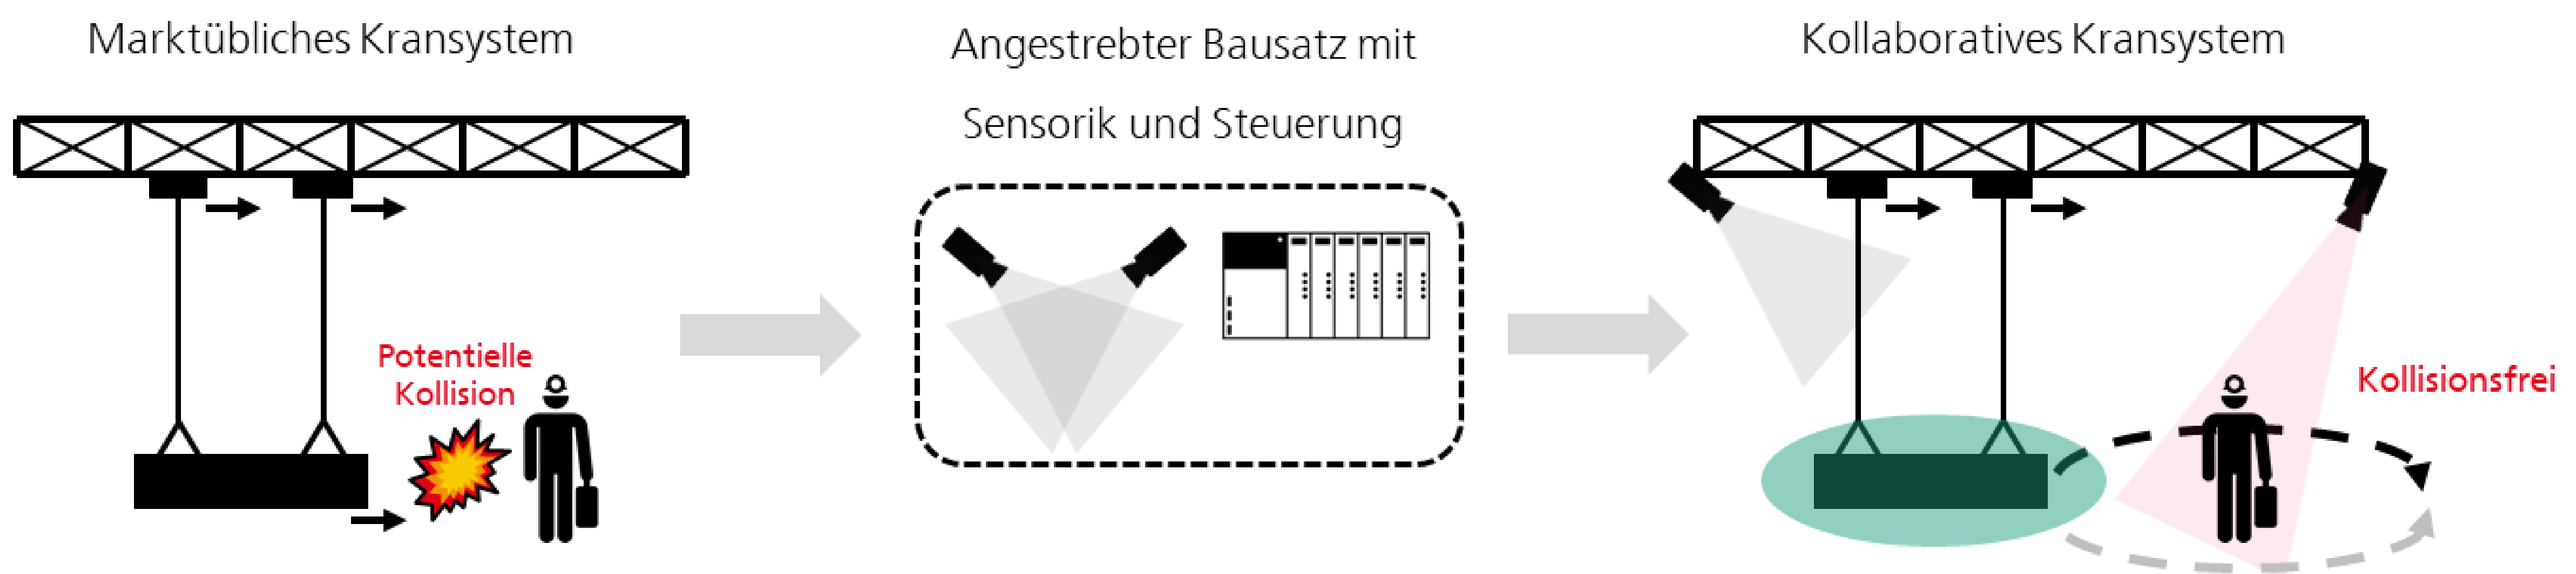 Marktübliches Kransystem
Potentielle
Kollision
Angestrebter Bausatz mit
Sensorik und Steuerung
Kollaboratives Kransystem
Kollisionsfrei